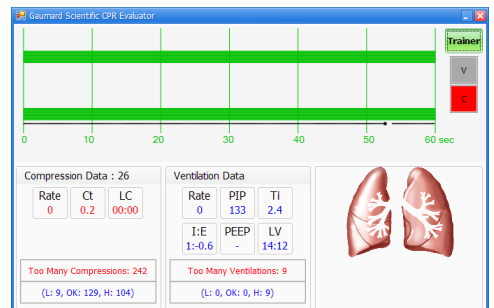 Gaumard Scientific CPR Evaluator
Trainer
V
C
0 10 20 30 40 50 60 sec
Compression Data : 26
Rate Ct LC
0 0.2 00:00
Too Many Compressions: 242
(L: 9, OK: 129, H: 104)
Ventilation Data
Rate PIP Ti
0 133 2.4
I:E PEEP LV
1:-0.6 - 14:12
Too Many Ventilations: 9
(L: 0, OK: 0, H: 9)